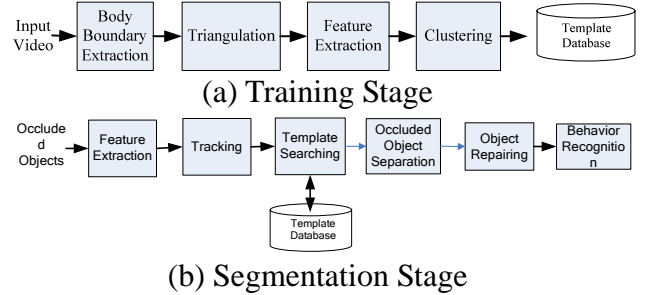 Input
Video
Body
Boundary
Extraction
Triangulation
Feature
Extraction
Clustering
Template
Database
(a) Training Stage
Occlude
d Objects
Feature
Extraction
Tracking
Template
Searching
Occluded
Object
Separation
Object
Repairing
Behavior
Recognitio
n
Template
Database
(b) Segmentation Stage